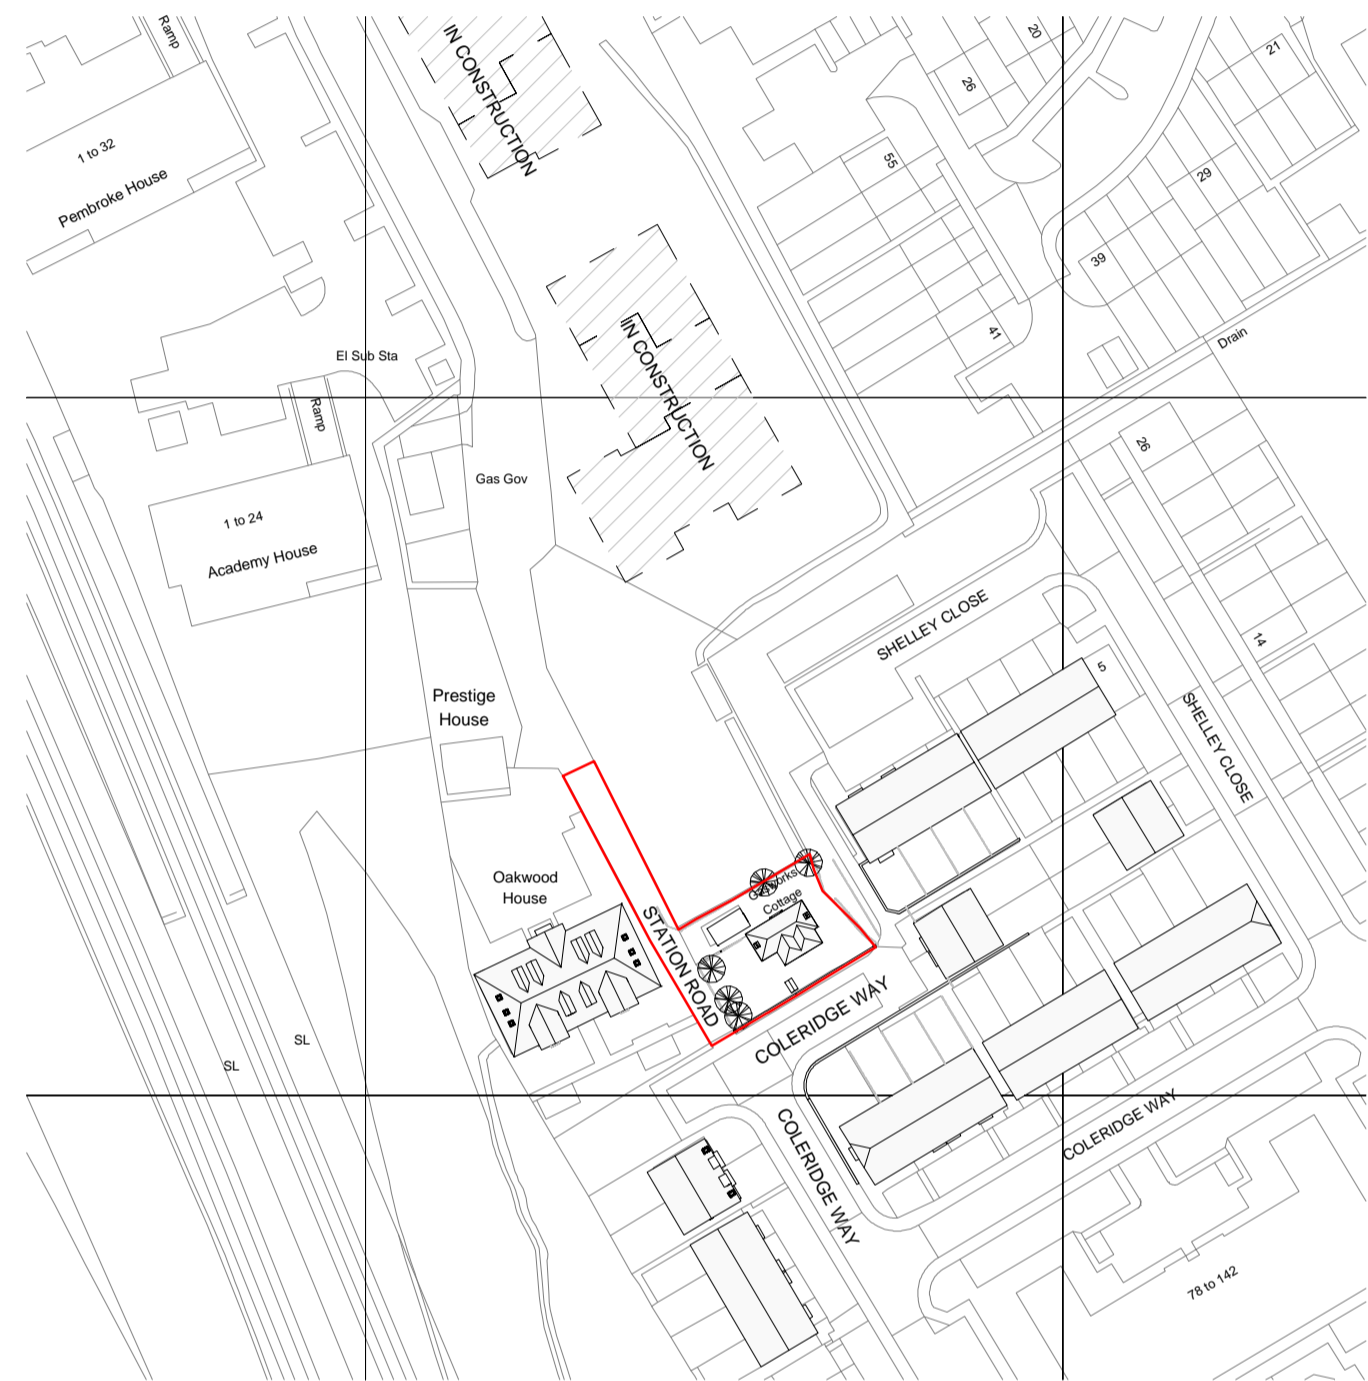 Ramp
IN CONSTRUCTION
20
21
26
1 to 32
Pembroke House
55
29
39
41
Drain
El Sub Sta
IN CONSTRUCTION
Ramp
26
Gas Gov
1 to 24
Academy House
SHELLEY CLOSE
14
5
Prestige
House
SHELLEY CLOSE
Oakwood
House
Gasworks
Cottage
STATION ROAD
COLERIDGE WAY
SL
SL
COLERIDGE WAY
COLERIDGE WAY
78 to 142